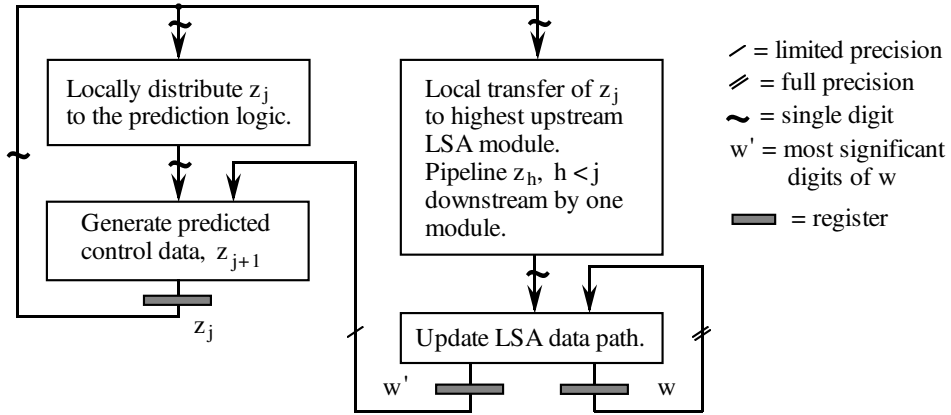 Locally distribute z_j
to the prediction logic.
Generate predicted
control data, z_{j+1}
z_j
Local transfer of z_j
to highest upstream
LSA module.
Pipeline z_h, h < j
downstream by one
module.
Update LSA data path.
w'
w
= limited precision
= full precision
= single digit
w' = most significant
digits of w
= register